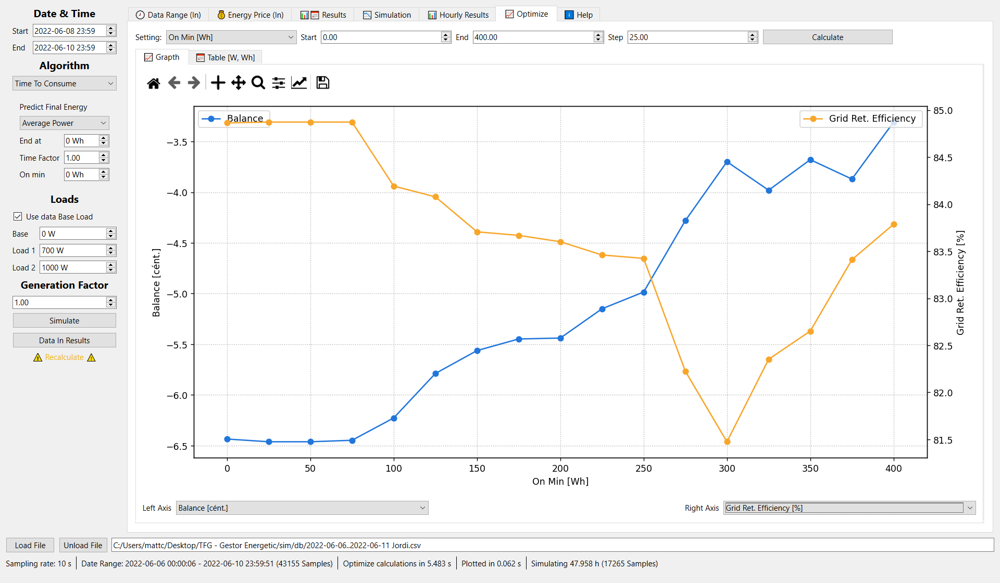 Date & Time
Start 2022-06-08 23:59
End 2022-06-10 23:59
Algorithm
Time To Consume
Predict Final Energy
Average Power
End at 0 Wh
Time Factor 1.00
On min 0 Wh
Loads
Use data Base Load
Base 0 W
Load 1 700 W
Load 2 1000 W
Generation Factor
1.00
Simulate
Data In Results
Recalculate
Data Range (In) Energy Price (In) Results Simulation Hourly Results Optimize Help
Setting: On Min [Wh] Start 0.00 End 400.00 Step 25.00 Calculate
Grapth Table [W, Wh]
Balance
Grid Ret. Efficiency
−3.5
−4.0
−4.5
−5.0
−5.5
−6.0
−6.5
Balance [cént.]
85.0
84.5
84.0
83.5
83.0
82.5
82.0
81.5
Grid Ret. Efficiency [%]
0 50 100 150 200 250 300 350 400
On Min [Wh]
Left Axis Balance [cént.] Right Axis Grid Ret. Efficiency [%]
Load File Unload File C:/Users/mattc/Desktop/TFG - Gestor Energetic/sim/db/2022-06-06..2022-06-11 Jordi.csv
Sampling rate: 10 s Date Range: 2022-06-06 00:00:06 - 2022-06-10 23:59:51 (43155 Samples) Optimize calculations in 5.483 s Plotted in 0.062 s Simulating 47.958 h (17265 Samples)